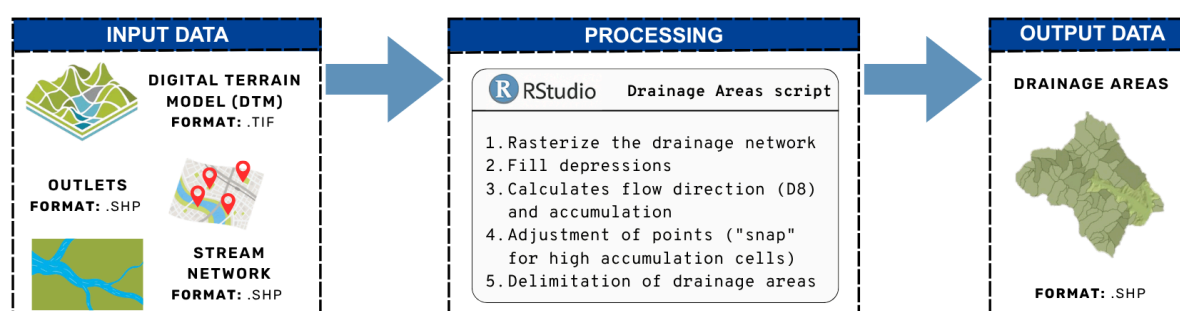 INPUT DATA
DIGITAL TERRAIN
MODEL (DTM)
FORMAT: .TIF
OUTLETS
FORMAT: .SHP
STREAM
NETWORK
FORMAT: .SHP
PROCESSING
R RStudio Drainage Areas script
1. Rasterize the drainage network
2. Fill depressions
3. Calculates flow direction (D8)
and accumulation
4. Adjustment of points ("snap"
for high accumulation cells)
5. Delimitation of drainage areas
OUTPUT DATA
DRAINAGE AREAS
FORMAT: .SHP